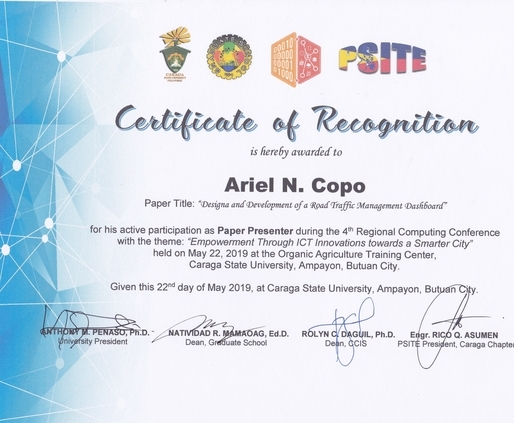 CARAGA
PSITE
Certificate of Recognition
is hereby awarded to
Ariel N. Copo
Paper Title: "Designa and Development of a Road Traffic Management Dashboard"
for his active participation as Paper Presenter during the 4th Regional Computing Conference
with the theme: "Empowerment Through ICT Innovations towards a Smarter City"
held on May 22, 2019 at the Organic Agriculture Training Center,
Caraga State University, Ampayon, Butuan City.
Given this 22nd day of May, 2019, at Caraga State University, Ampayon, Butuan City.
ANTHONY M. PENASO, Ph.D. NATIVIDAD R. MAMAOAG, Ed.D. ROLYN C. DAGUIL, Ph.D. Engr. RICO Q. ASUMEN
University President Dean, Graduate School Dean, CCIS PSITE President, Caraga Chapter